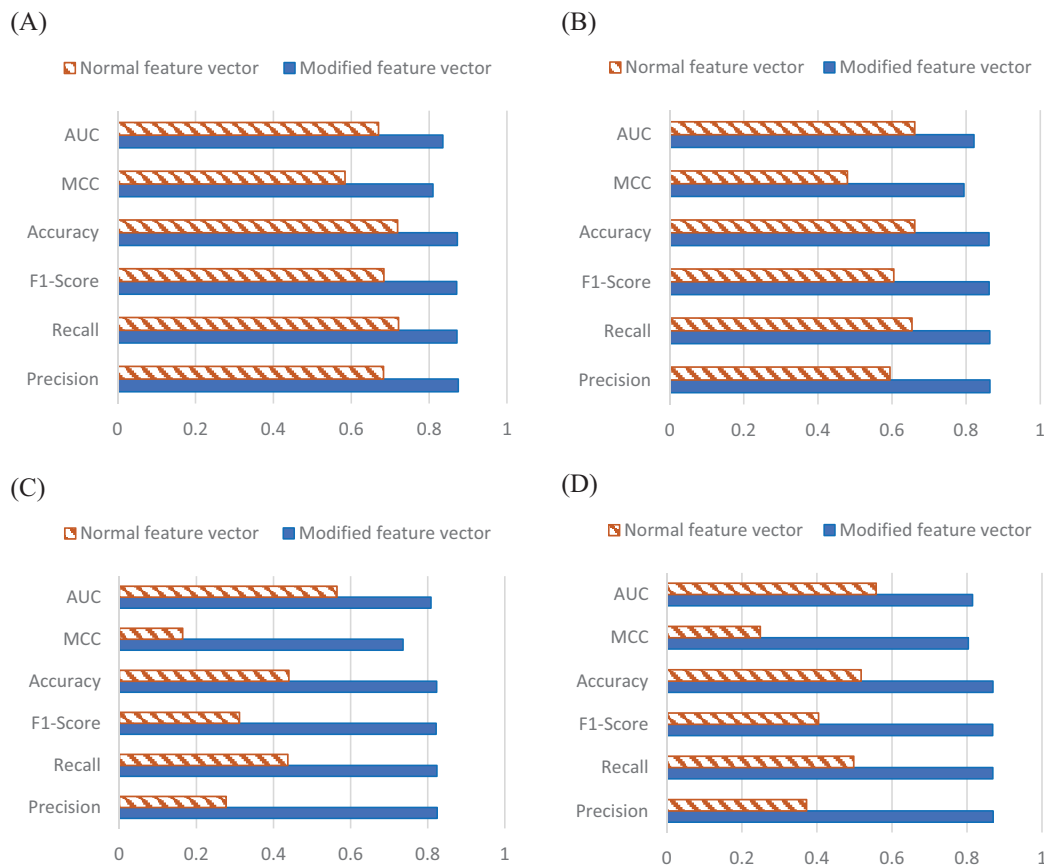 (A)
Normal feature vector Modified feature vector
AUC
MCC
Accuracy
F1-Score
Recall
Precision
0 0.2 0.4 0.6 0.8 1
(B)
Normal feature vector Modified feature vector
AUC
MCC
Accuracy
F1-Score
Recall
Precision
0 0.2 0.4 0.6 0.8 1
(C)
Normal feature vector Modified feature vector
AUC
MCC
Accuracy
F1-Score
Recall
Precision
0 0.2 0.4 0.6 0.8 1
(D)
Normal feature vector Modified feature vector
AUC
MCC
Accuracy
F1-Score
Recall
Precision
0 0.2 0.4 0.6 0.8 1